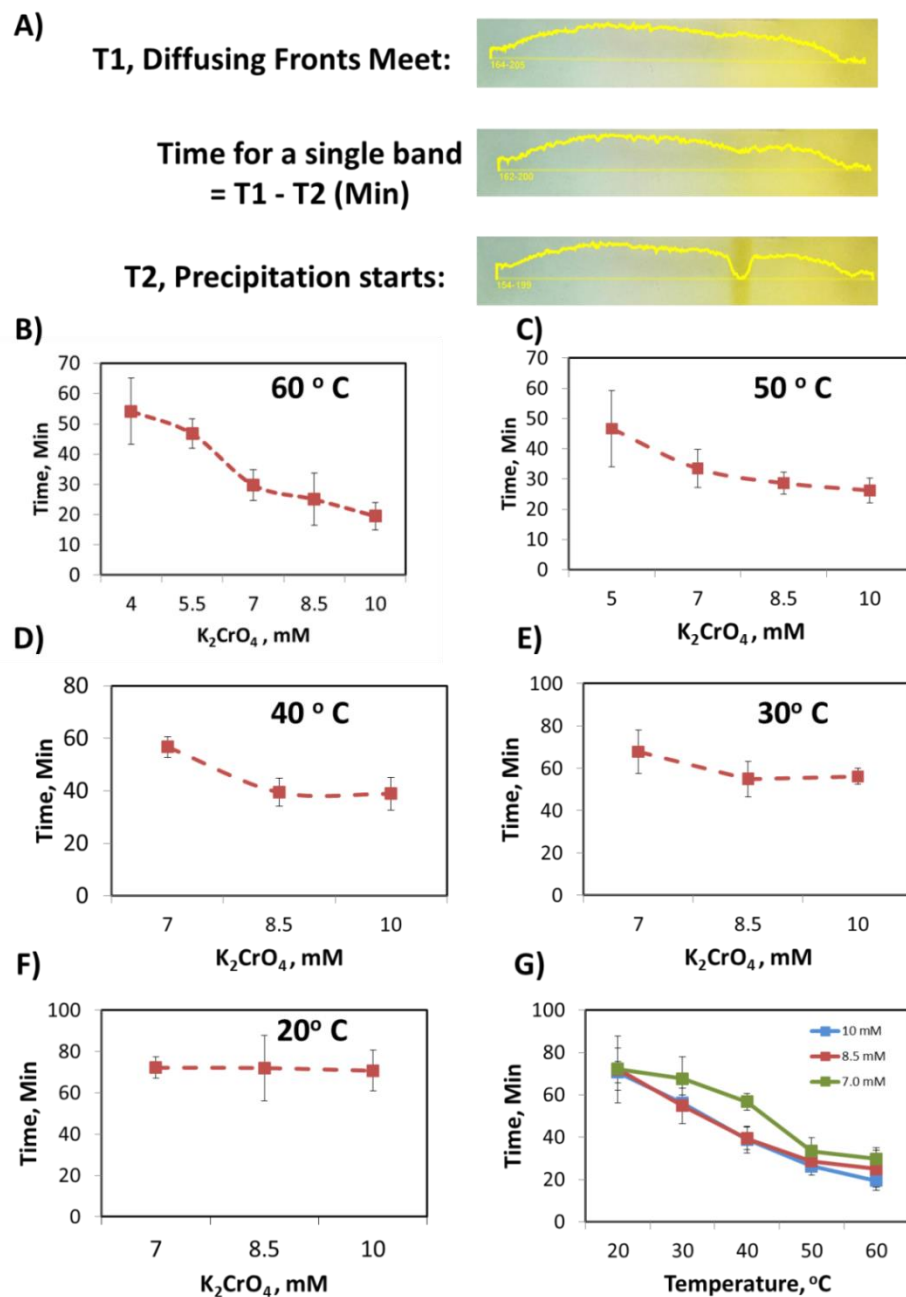 A)
T1, Diffusing Fronts Meet:
164-205
Time for a single band
= T1 - T2 (Min)
162-200
T2, Precipitation starts:
154-199
B)
60 ° C
70
60
50
40
30
20
10
0
Time, Min
4 5.5 7 8.5 10
K₂CrO₄ , mM
C)
50 ° C
70
60
50
40
30
20
10
0
Time, Min
5 7 8.5 10
K₂CrO₄ , mM
D)
40 ° C
80
60
40
20
0
Time, Min
7 8.5 10
K₂CrO₄ , mM
E)
30° C
100
80
60
40
20
0
Time, Min
7 8.5 10
K₂CrO₄ , mM
F)
20° C
100
80
60
40
20
0
Time, Min
7 8.5 10
K₂CrO₄ , mM
G)
10 mM
8.5 mM
7.0 mM
100
80
60
40
20
0
Time, Min
20 30 40 50 60
Temperature, °C